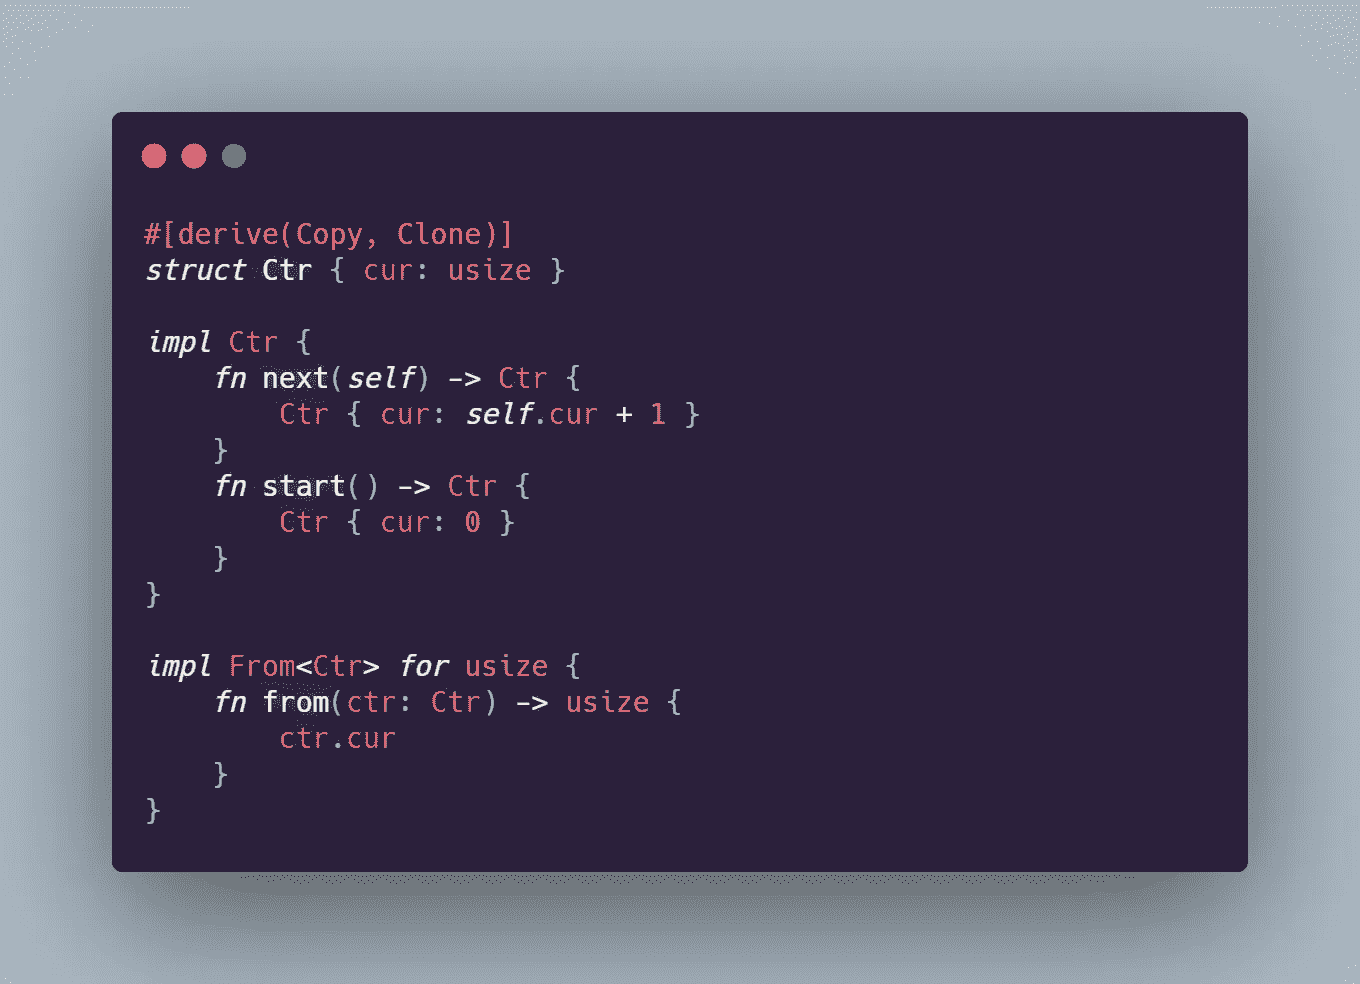 #[derive(Copy, Clone)]
struct Ctr { cur: usize }

impl Ctr {
    fn next(self) -> Ctr {
        Ctr { cur: self.cur + 1 }
    }
    fn start() -> Ctr {
        Ctr { cur: 0 }
    }
}

impl From<Ctr> for usize {
    fn from(ctr: Ctr) -> usize {
        ctr.cur
    }
}